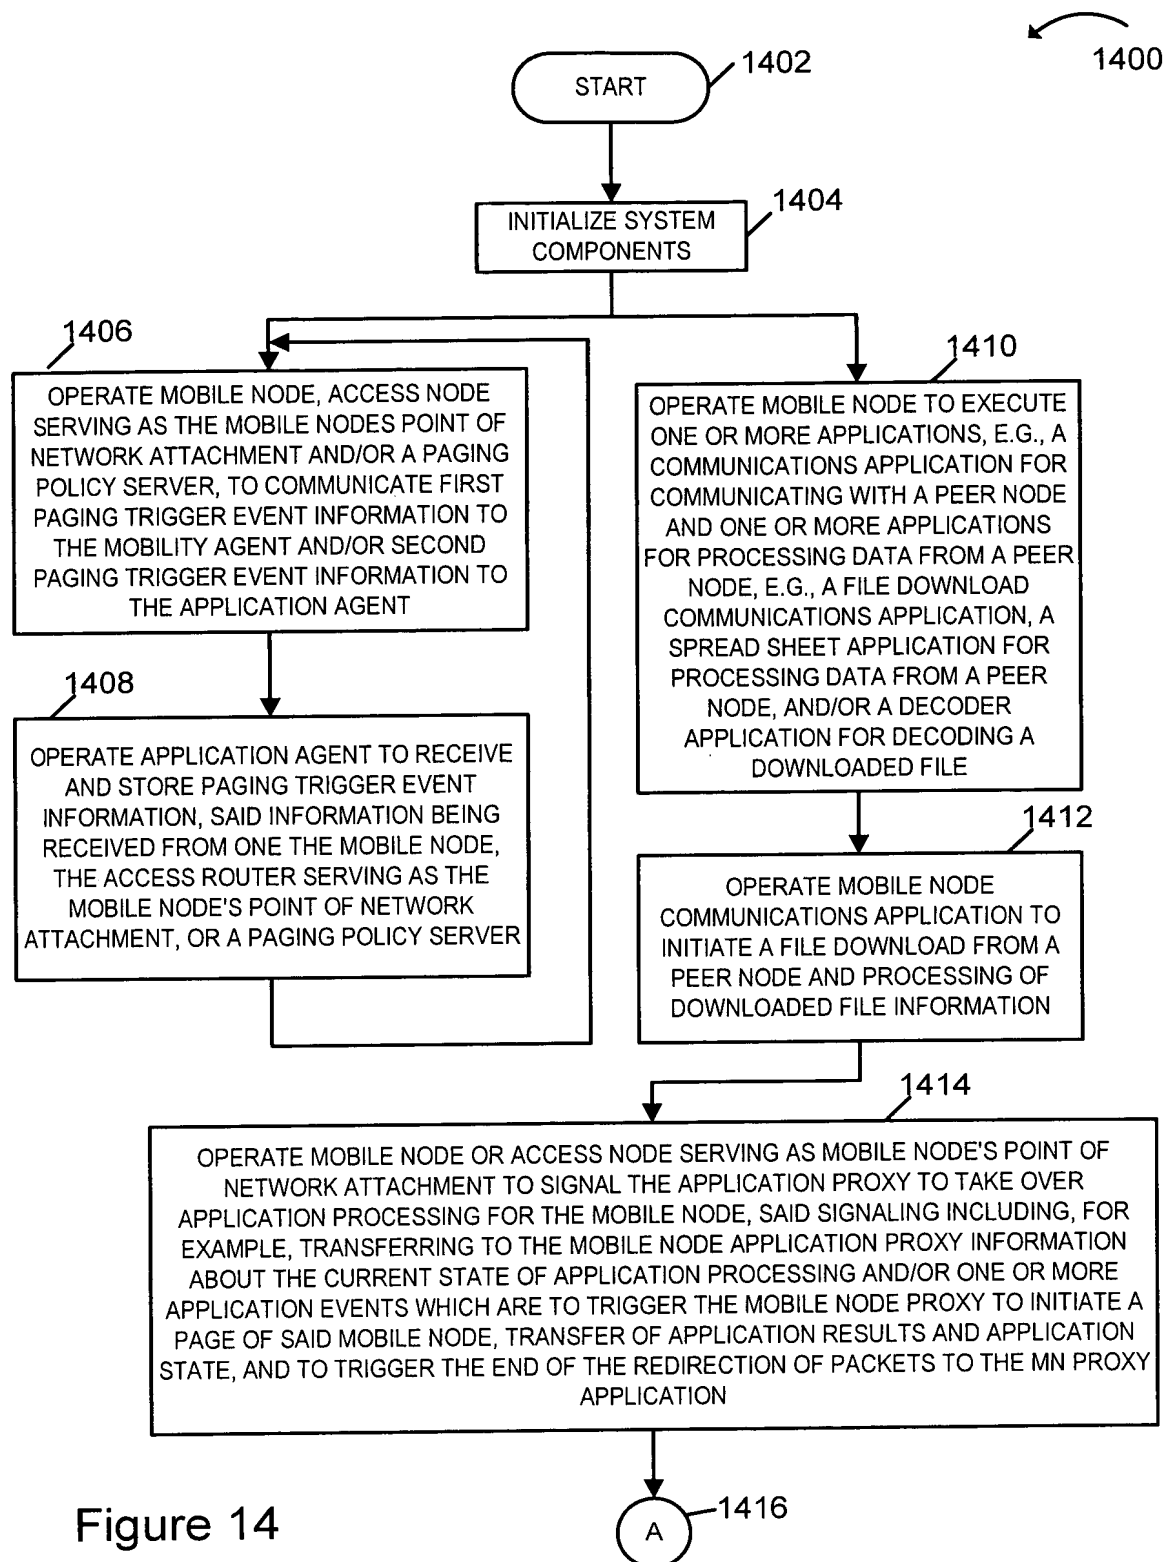 1400
1402
START
1404
INITIALIZE SYSTEM
COMPONENTS
1406
OPERATE MOBILE NODE, ACCESS NODE
SERVING AS THE MOBILE NODES POINT OF
NETWORK ATTACHMENT AND/OR A PAGING
POLICY SERVER, TO COMMUNICATE FIRST
PAGING TRIGGER EVENT INFORMATION TO
THE MOBILITY AGENT AND/OR SECOND
PAGING TRIGGER EVENT INFORMATION TO
THE APPLICATION AGENT
1408
OPERATE APPLICATION AGENT TO RECEIVE
AND STORE PAGING TRIGGER EVENT
INFORMATION, SAID INFORMATION BEING
RECEIVED FROM ONE THE MOBILE NODE,
THE ACCESS ROUTER SERVING AS THE
MOBILE NODE'S POINT OF NETWORK
ATTACHMENT, OR A PAGING POLICY SERVER
1410
OPERATE MOBILE NODE TO EXECUTE
ONE OR MORE APPLICATIONS, E.G., A
COMMUNICATIONS APPLICATION FOR
COMMUNICATING WITH A PEER NODE
AND ONE OR MORE APPLICATIONS
FOR PROCESSING DATA FROM A PEER
NODE, E.G., A FILE DOWNLOAD
COMMUNICATIONS APPLICATION, A
SPREAD SHEET APPLICATION FOR
PROCESSING DATA FROM A PEER
NODE, AND/OR A DECODER
APPLICATION FOR DECODING A
DOWNLOADED FILE
1412
OPERATE MOBILE NODE
COMMUNICATIONS APPLICATION TO
INITIATE A FILE DOWNLOAD FROM A
PEER NODE AND PROCESSING OF
DOWNLOADED FILE INFORMATION
1414
OPERATE MOBILE NODE OR ACCESS NODE SERVING AS MOBILE NODE'S POINT OF
NETWORK ATTACHMENT TO SIGNAL THE APPLICATION PROXY TO TAKE OVER
APPLICATION PROCESSING FOR THE MOBILE NODE, SAID SIGNALING INCLUDING, FOR
EXAMPLE, TRANSFERRING TO THE MOBILE NODE APPLICATION PROXY INFORMATION
ABOUT THE CURRENT STATE OF APPLICATION PROCESSING AND/OR ONE OR MORE
APPLICATION EVENTS WHICH ARE TO TRIGGER THE MOBILE NODE PROXY TO INITIATE A
PAGE OF SAID MOBILE NODE, TRANSFER OF APPLICATION RESULTS AND APPLICATION
STATE, AND TO TRIGGER THE END OF THE REDIRECTION OF PACKETS TO THE MN PROXY
APPLICATION
1416
A
Figure 14